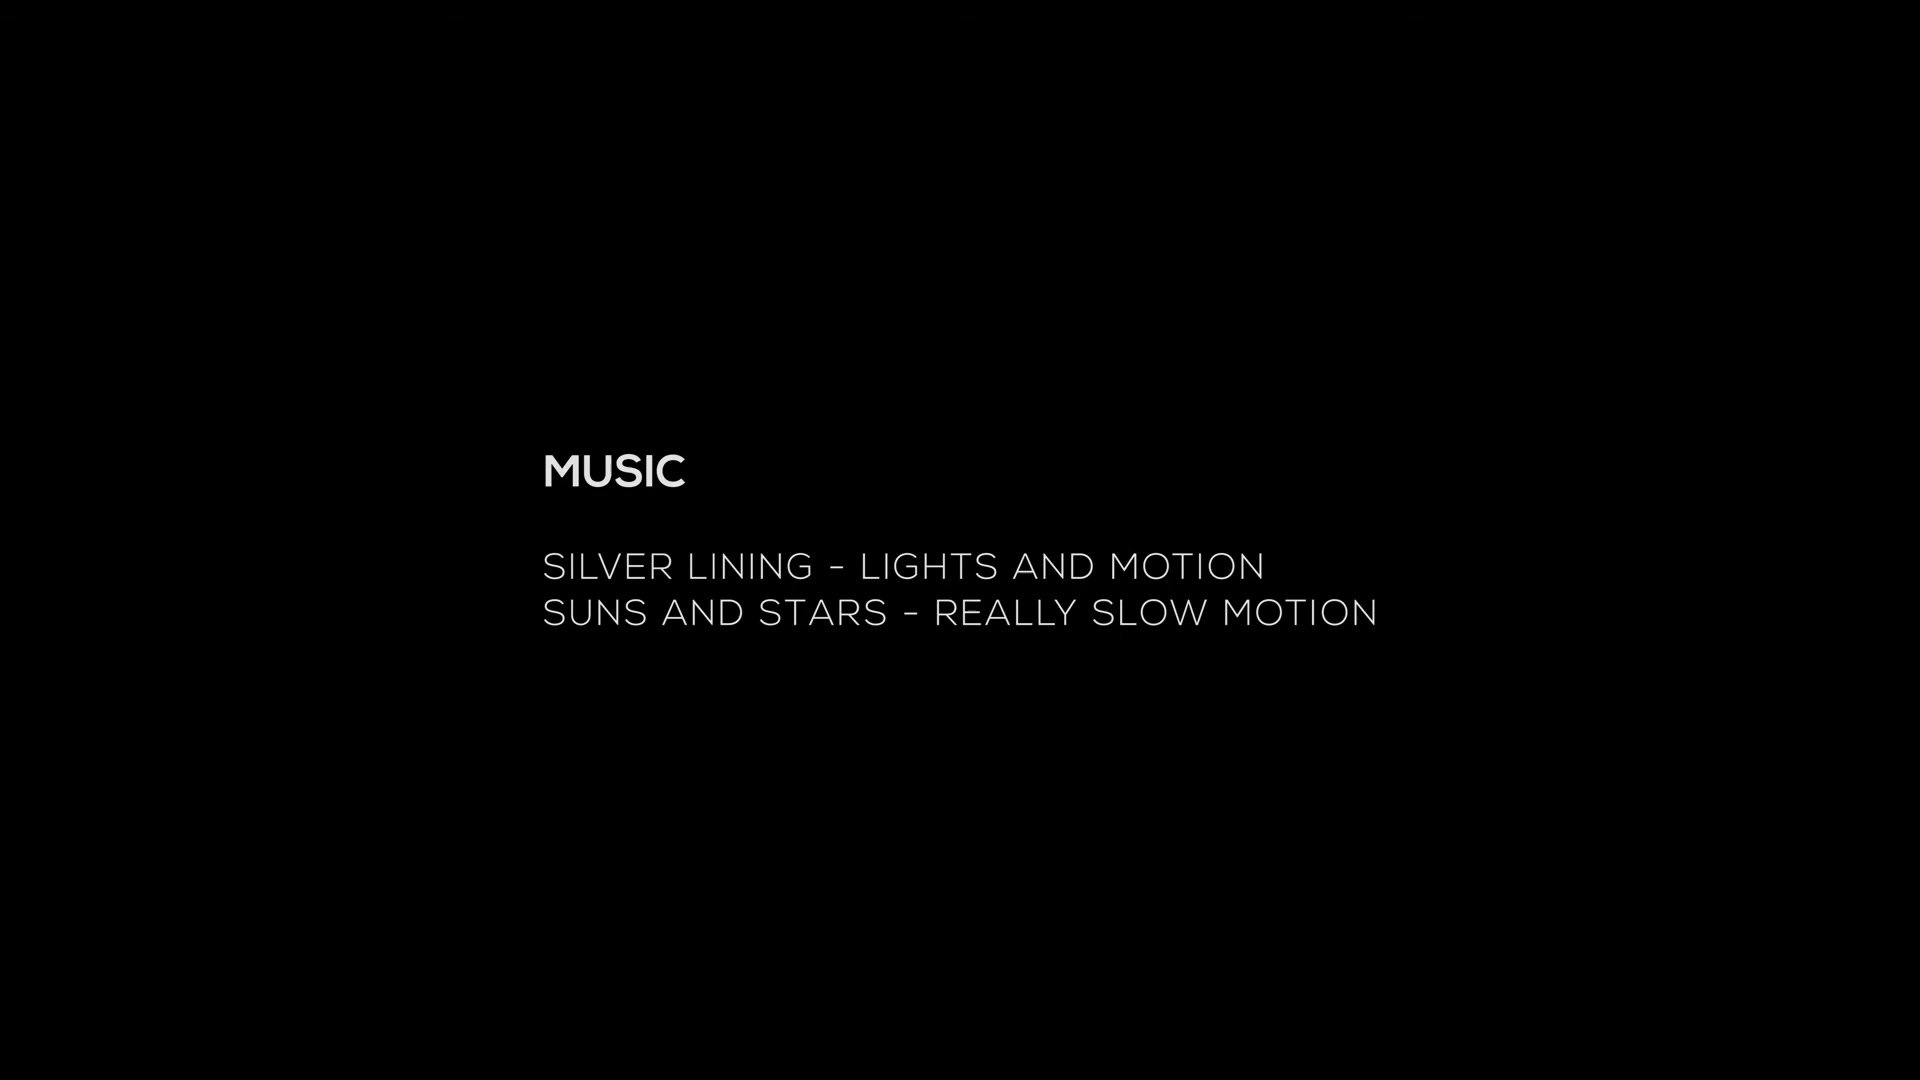 MUSIC
SILVER LINING – LIGHTS AND MOTION
SUNS AND STARS – REALLY SLOW MOTION